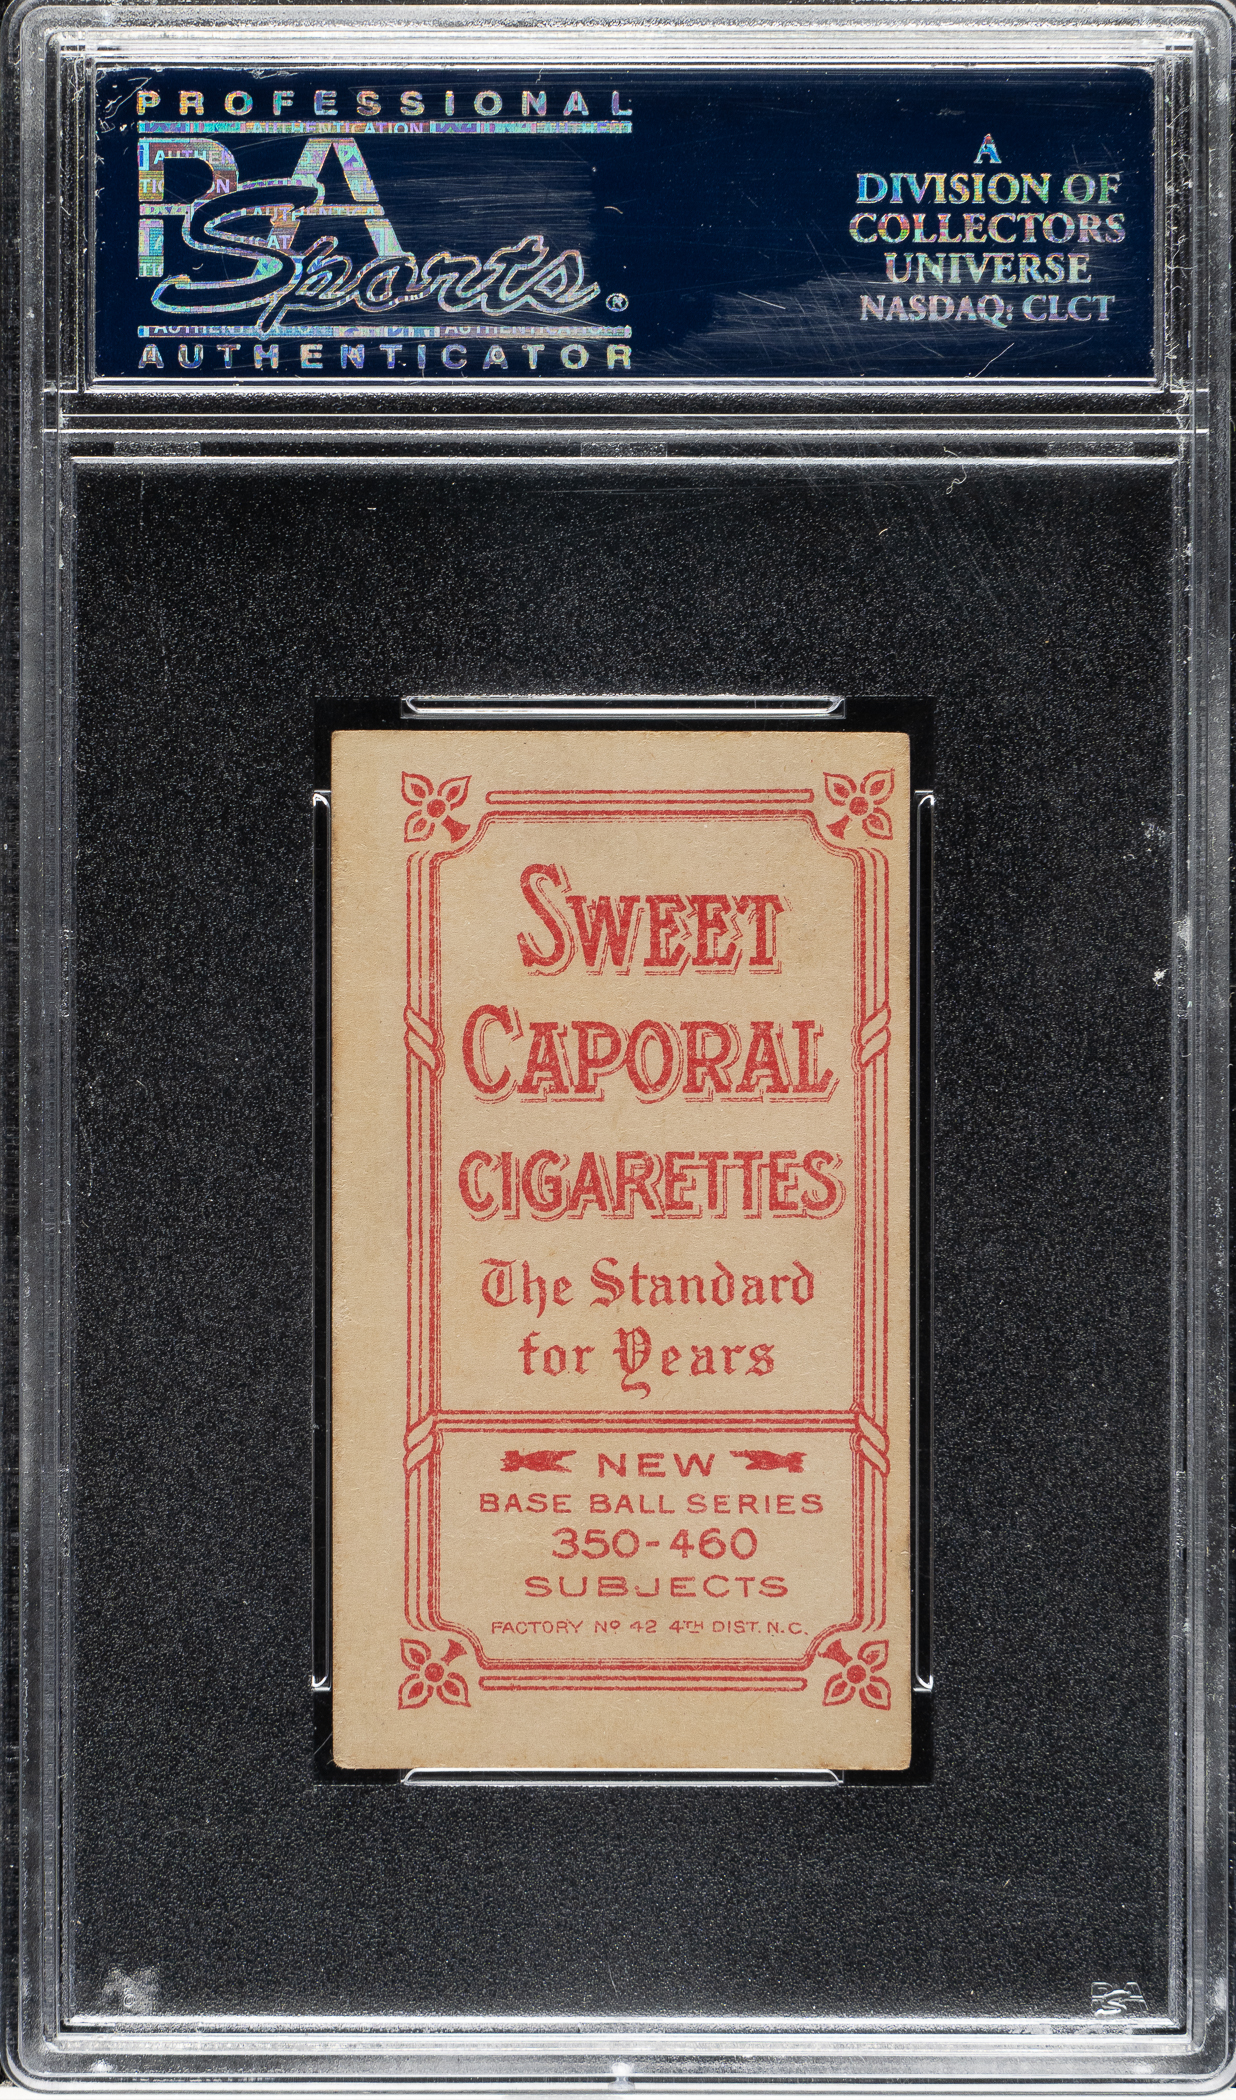 PROFESSIONAL
PSA
Sports®
AUTHENTICATOR
A
DIVISION OF
COLLECTORS
UNIVERSE
NASDAQ: CLCT
SWEET
CAPORAL
CIGARETTES
The Standard
for Years
NEW
BASE BALL SERIES
350-460
SUBJECTS
FACTORY Nº 42 4TH DIST. N.C.
PSA